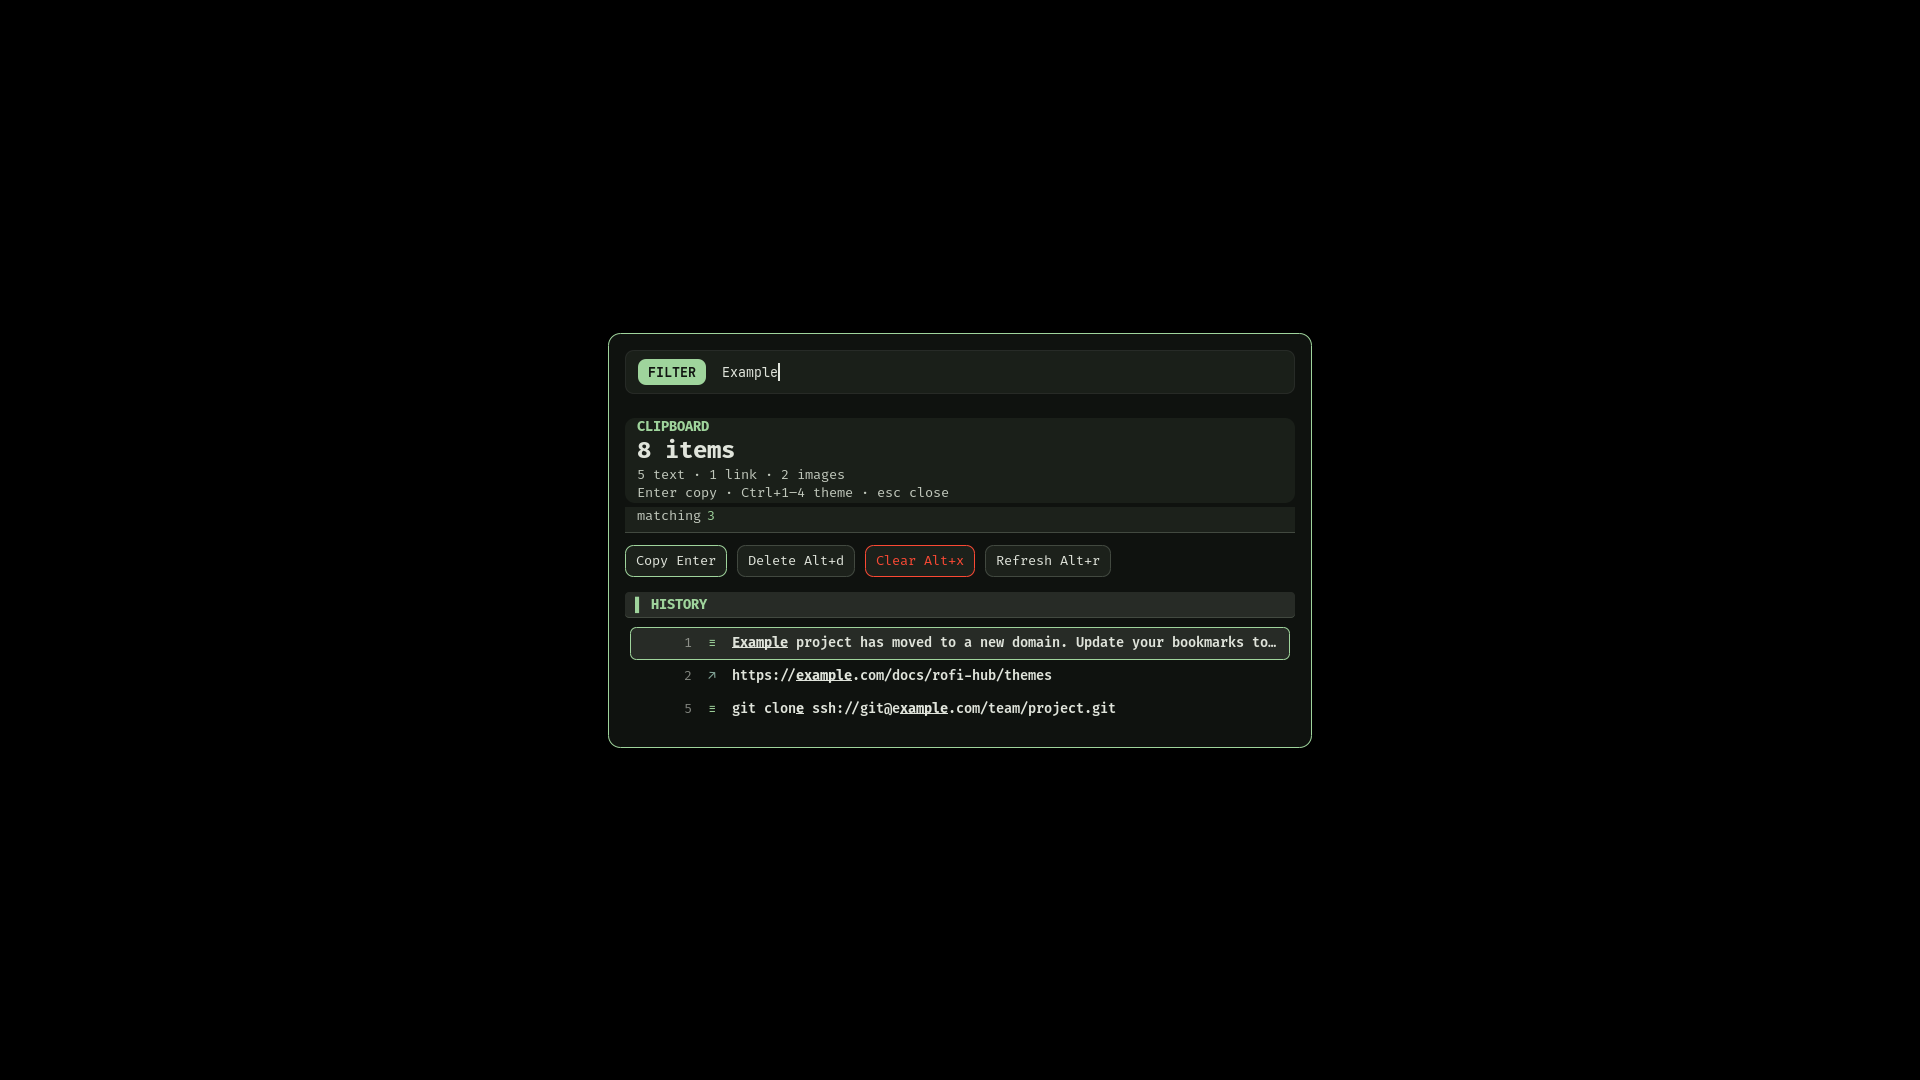 FILTER Example
CLIPBOARD
8 items
5 text · 1 link · 2 images
Enter copy · Ctrl+1–4 theme · esc close
matching 3
Copy Enter Delete Alt+d Clear Alt+x Refresh Alt+r
HISTORY
1 ≡ Example project has moved to a new domain. Update your bookmarks to…
2 ↗ https://example.com/docs/rofi-hub/themes
5 ≡ git clone ssh://git@example.com/team/project.git